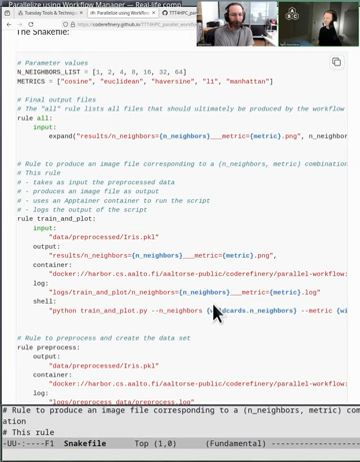 Parallelize using Workflow Manager — Real-life comp
Tuesday Tools & Technique
Parallelize using Workflo
https://coderefinery.github.io/TTT4HPC_parallel_workflow
The Snakefile:
# Parameter values
N_NEIGHBORS_LIST = [1, 2, 4, 8, 16, 32, 64]
METRICS = ["cosine", "euclidean", "haversine", "l1", "manhattan"]
# Final output files
# The "all" rule lists all files that should ultimately be produced by the workflow
rule all:
input:
expand("results/n_neighbors={n_neighbors}___metric={metric}.png", n_neighbor
# Rule to produce an image file corresponding to a (n_neighbors, metric) combination
# This rule
# - takes as input the preprocessed data
# - produces an image file as output
# - uses an Apptainer container to run the script
# - logs the output of the script
rule train_and_plot:
input:
"data/preprocessed/Iris.pkl"
output:
"results/n_neighbors={n_neighbors}___metric={metric}.png",
container:
"docker://harbor.cs.aalto.fi/aaltorse-public/coderefinery/parallel-workflow:
log:
"logs/train_and_plot/n_neighbors={n_neighbors}___metric={metric}.log"
shell:
"python train_and_plot.py --n_neighbors {wildcards.n_neighbors} --metric {wi
# Rule to preprocess and create the data set
rule preprocess:
output:
"data/preprocessed/Iris.pkl"
container:
"docker://harbor.cs.aalto.fi/aaltorse-public/coderefinery/parallel-workflow:
log:
"logs/preprocess_data/preprocess.log"
# Rule to produce an image file corresponding to a (n_neighbors, metric) com
ation
# This rule
-UU-:----F1 Snakefile Top (1,0) (Fundamental) ------------------